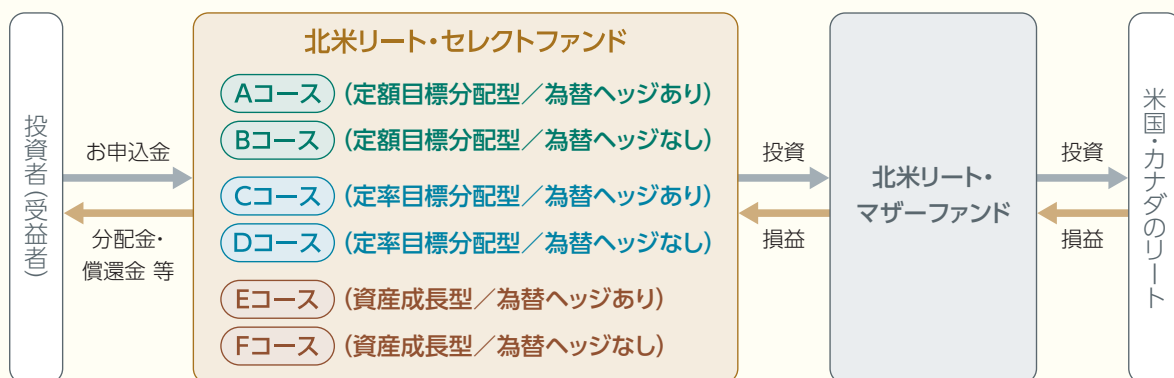 投資者(受益者)
お申込金
分配金・
償還金 等
北米リート・セレクトファンド
Aコース (定額目標分配型／為替ヘッジあり)
Bコース (定額目標分配型／為替ヘッジなし)
Cコース (定率目標分配型／為替ヘッジあり)
Dコース (定率目標分配型／為替ヘッジなし)
Eコース (資産成長型／為替ヘッジあり)
Fコース (資産成長型／為替ヘッジなし)
投資
損益
北米リート・
マザーファンド
投資
損益
米国・カナダのリート